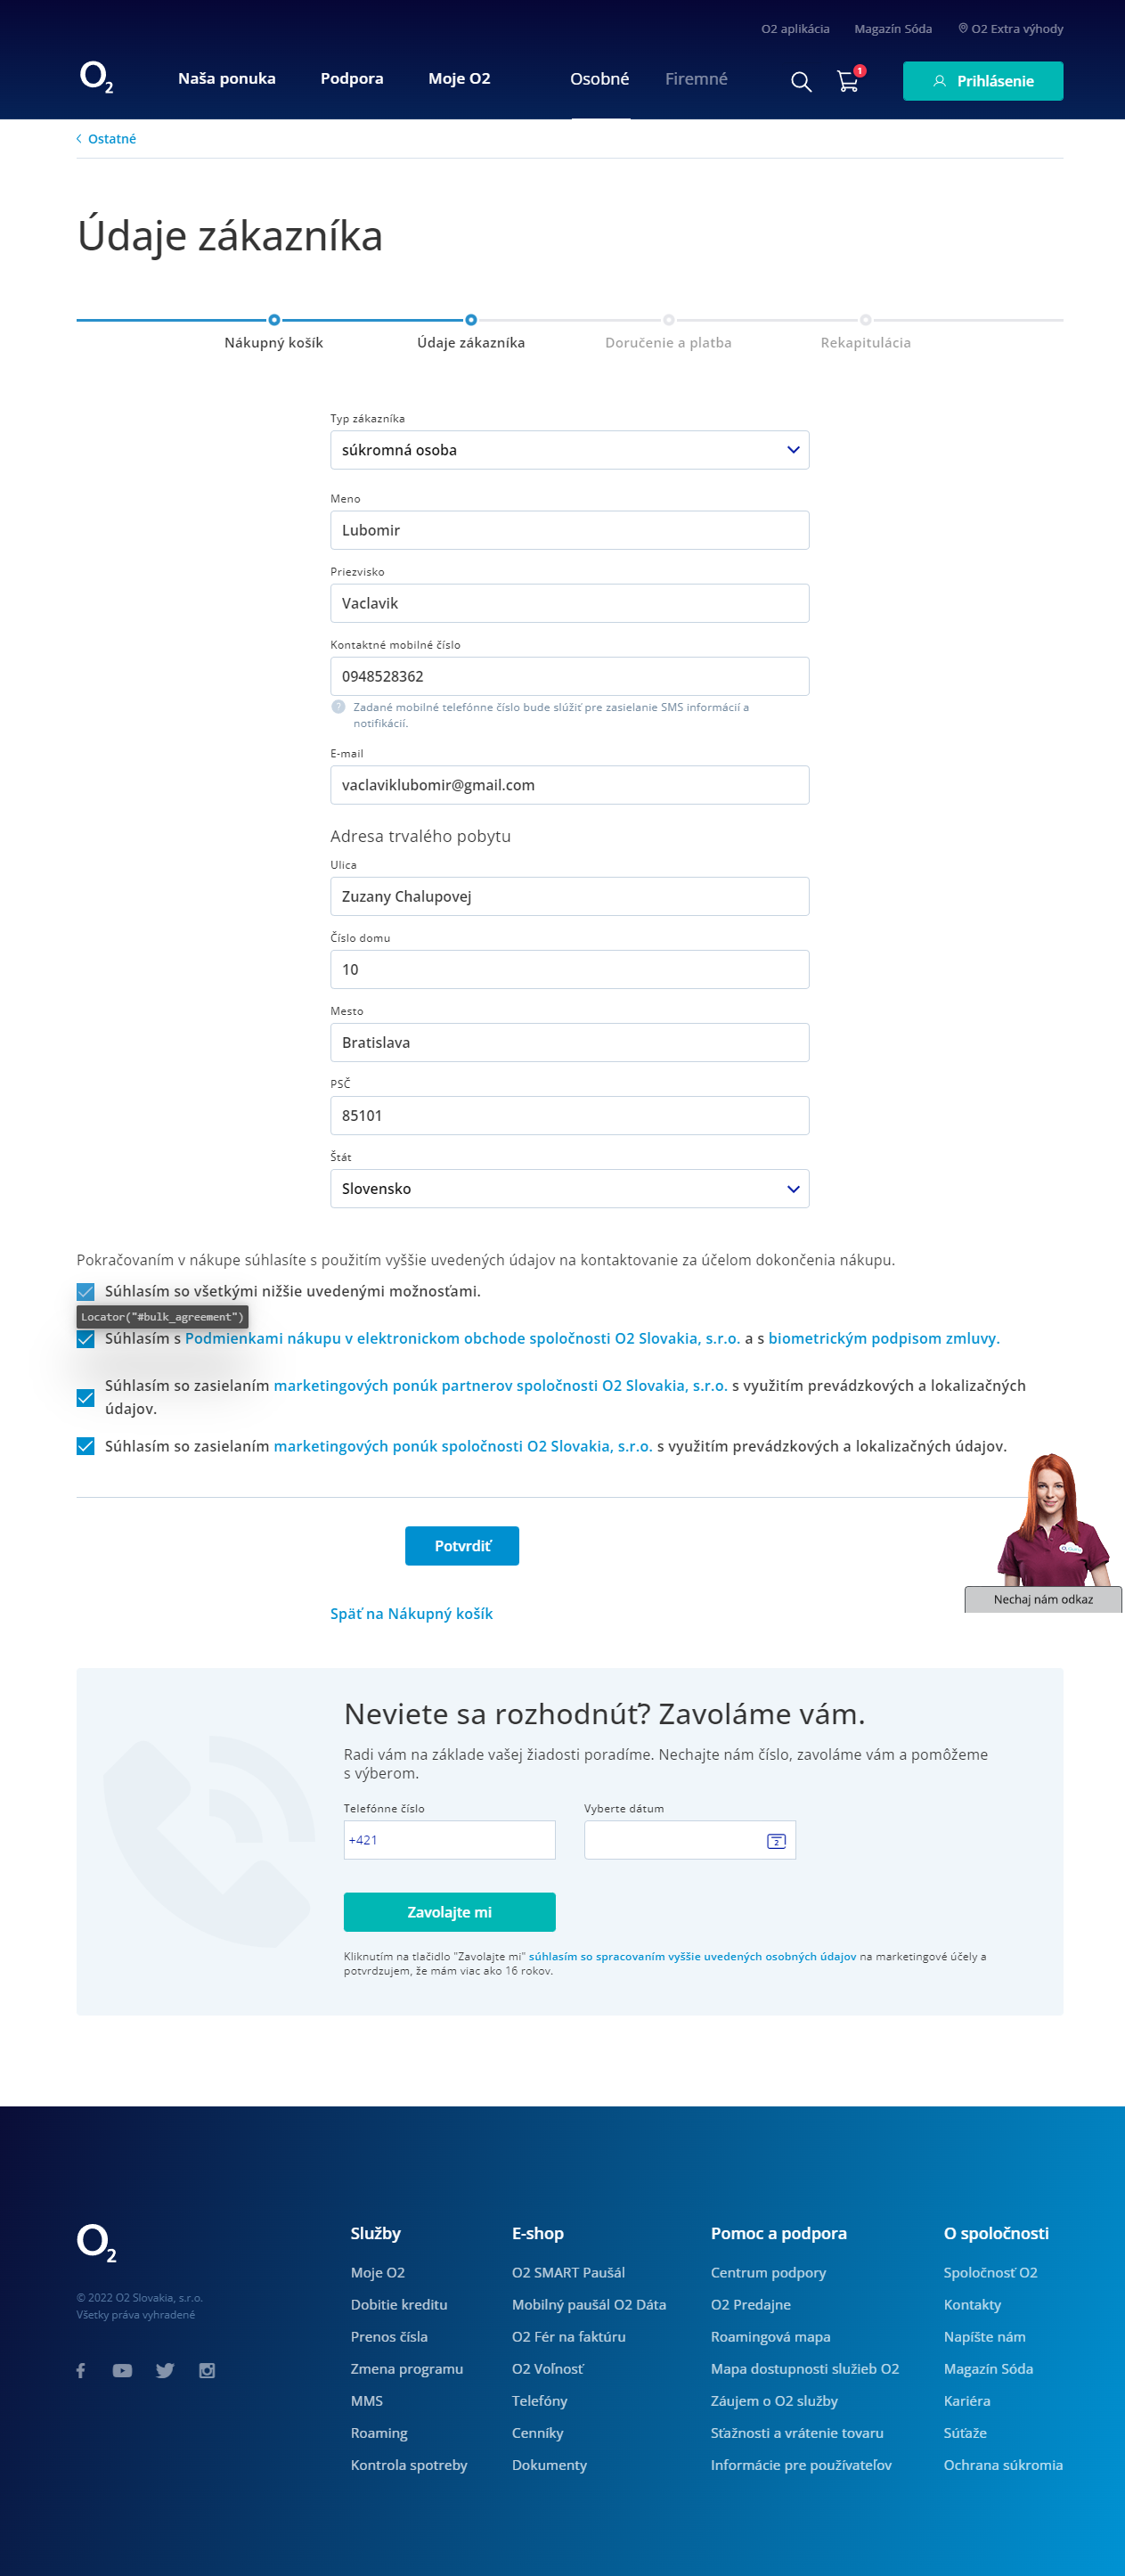 O2 aplikácia Magazín Sóda O2 Extra výhody
O2 Naša ponuka Podpora Moje O2 Osobné Firemné 1 Prihlásenie
Ostatné
Údaje zákazníka
Nákupný košík Údaje zákazníka Doručenie a platba Rekapitulácia
Typ zákazníka
súkromná osoba
Meno
Lubomir
Priezvisko
Vaclavik
Kontaktné mobilné číslo
0948528362
? Zadané mobilné telefónne číslo bude slúžiť pre zasielanie SMS informácií a
notifikácií.
E-mail
vaclaviklubomir@gmail.com
Adresa trvalého pobytu
Ulica
Zuzany Chalupovej
Číslo domu
10
Mesto
Bratislava
PSČ
85101
Štát
Slovensko
Pokračovaním v nákupe súhlasíte s použitím vyššie uvedených údajov na kontaktovanie za účelom dokončenia nákupu.
Súhlasím so všetkými nižšie uvedenými možnosťami.
Locator("#bulk_agreement")
Súhlasím s Podmienkami nákupu v elektronickom obchode spoločnosti O2 Slovakia, s.r.o. a s biometrickým podpisom zmluvy.
Súhlasím so zasielaním marketingových ponúk partnerov spoločnosti O2 Slovakia, s.r.o. s využitím prevádzkových a lokalizačných
údajov.
Súhlasím so zasielaním marketingových ponúk spoločnosti O2 Slovakia, s.r.o. s využitím prevádzkových a lokalizačných údajov.
Potvrdiť
Nechaj nám odkaz
Späť na Nákupný košík
Neviete sa rozhodnúť? Zavoláme vám.
Radi vám na základe vašej žiadosti poradíme. Nechajte nám číslo, zavoláme vám a pomôžeme
s výberom.
Telefónne číslo Vyberte dátum
+421 2
Zavolajte mi
Kliknutím na tlačidlo "Zavolajte mi" súhlasím so spracovaním vyššie uvedených osobných údajov na marketingové účely a
potvrdzujem, že mám viac ako 16 rokov.
O2
© 2022 O2 Slovakia, s.r.o.
Všetky práva vyhradené
Služby
Moje O2
Dobitie kreditu
Prenos čísla
Zmena programu
MMS
Roaming
Kontrola spotreby
E-shop
O2 SMART Paušál
Mobilný paušál O2 Dáta
O2 Fér na faktúru
O2 Voľnosť
Telefóny
Cenníky
Dokumenty
Pomoc a podpora
Centrum podpory
O2 Predajne
Roamingová mapa
Mapa dostupnosti služieb O2
Záujem o O2 služby
Sťažnosti a vrátenie tovaru
Informácie pre používateľov
O spoločnosti
Spoločnosť O2
Kontakty
Napíšte nám
Magazín Sóda
Kariéra
Súťaže
Ochrana súkromia